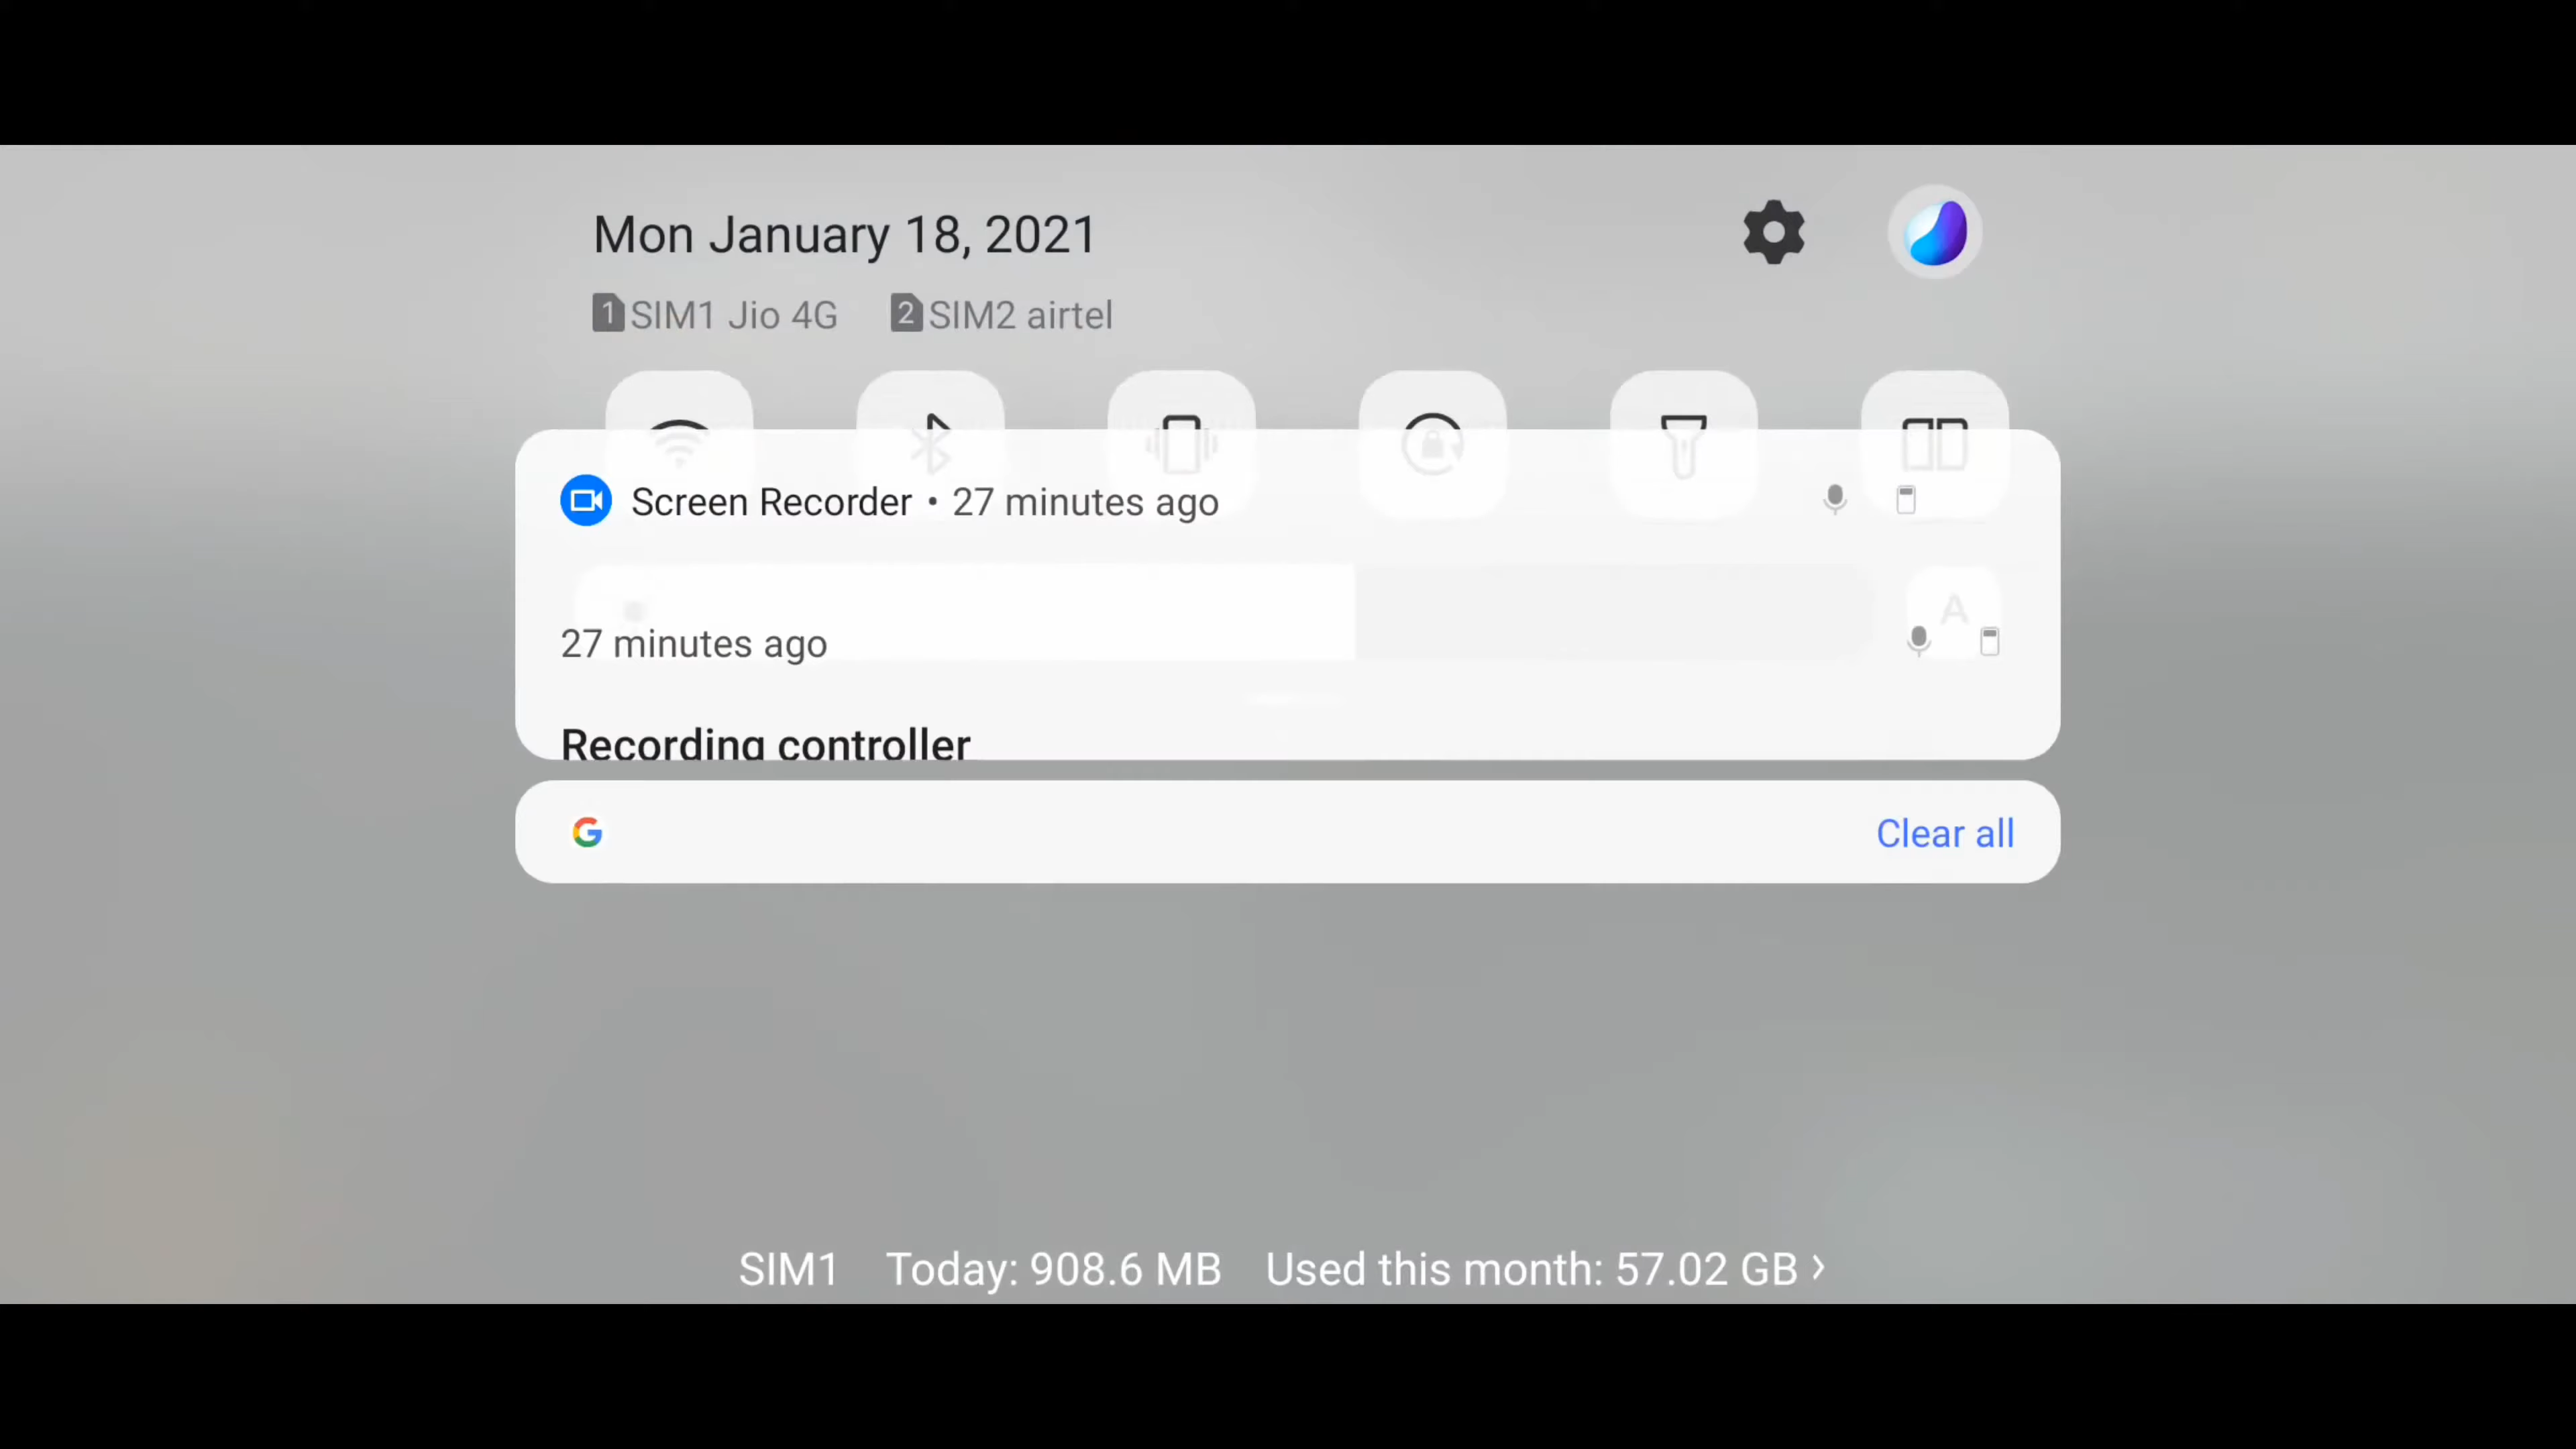 Mon January 18, 2021
1 SIM1 Jio 4G 2 SIM2 airtel
Screen Recorder • 27 minutes ago
A
27 minutes ago
Recording controller
G Clear all
SIM1 Today: 908.6 MB Used this month: 57.02 GB ›